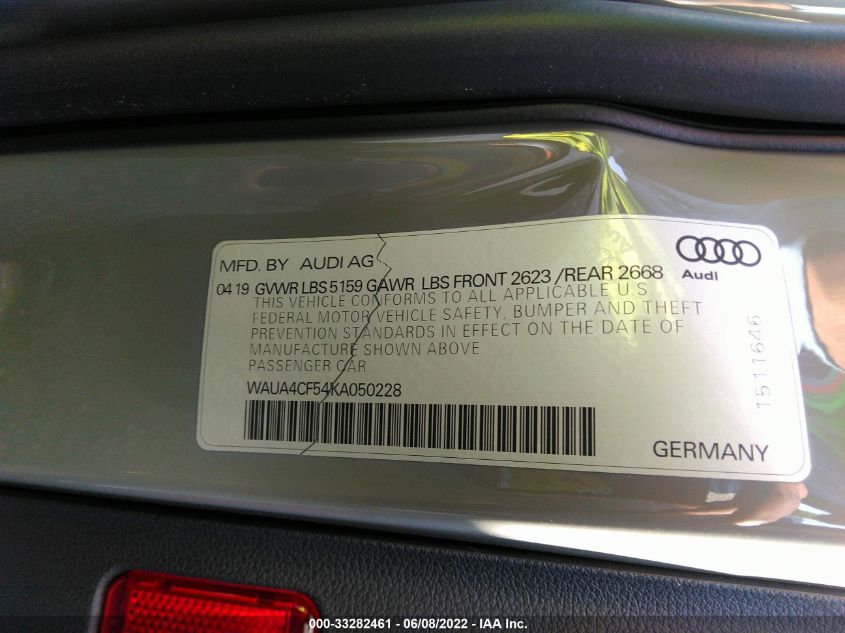 MFD. BY AUDI AG
Audi
04 19 GVWR LBS 5159 GAWR LBS FRONT 2623 /REAR 2668
THIS VEHICLE CONFORMS TO ALL APPLICABLE U.S.
FEDERAL MOTOR VEHICLE SAFETY, BUMPER AND THEFT
PREVENTION STANDARDS IN EFFECT ON THE DATE OF
MANUFACTURE SHOWN ABOVE
PASSENGER CAR
WAUA4CF54KA050228
1511646
GERMANY
000-33282461 - 06/08/2022 - IAA Inc.